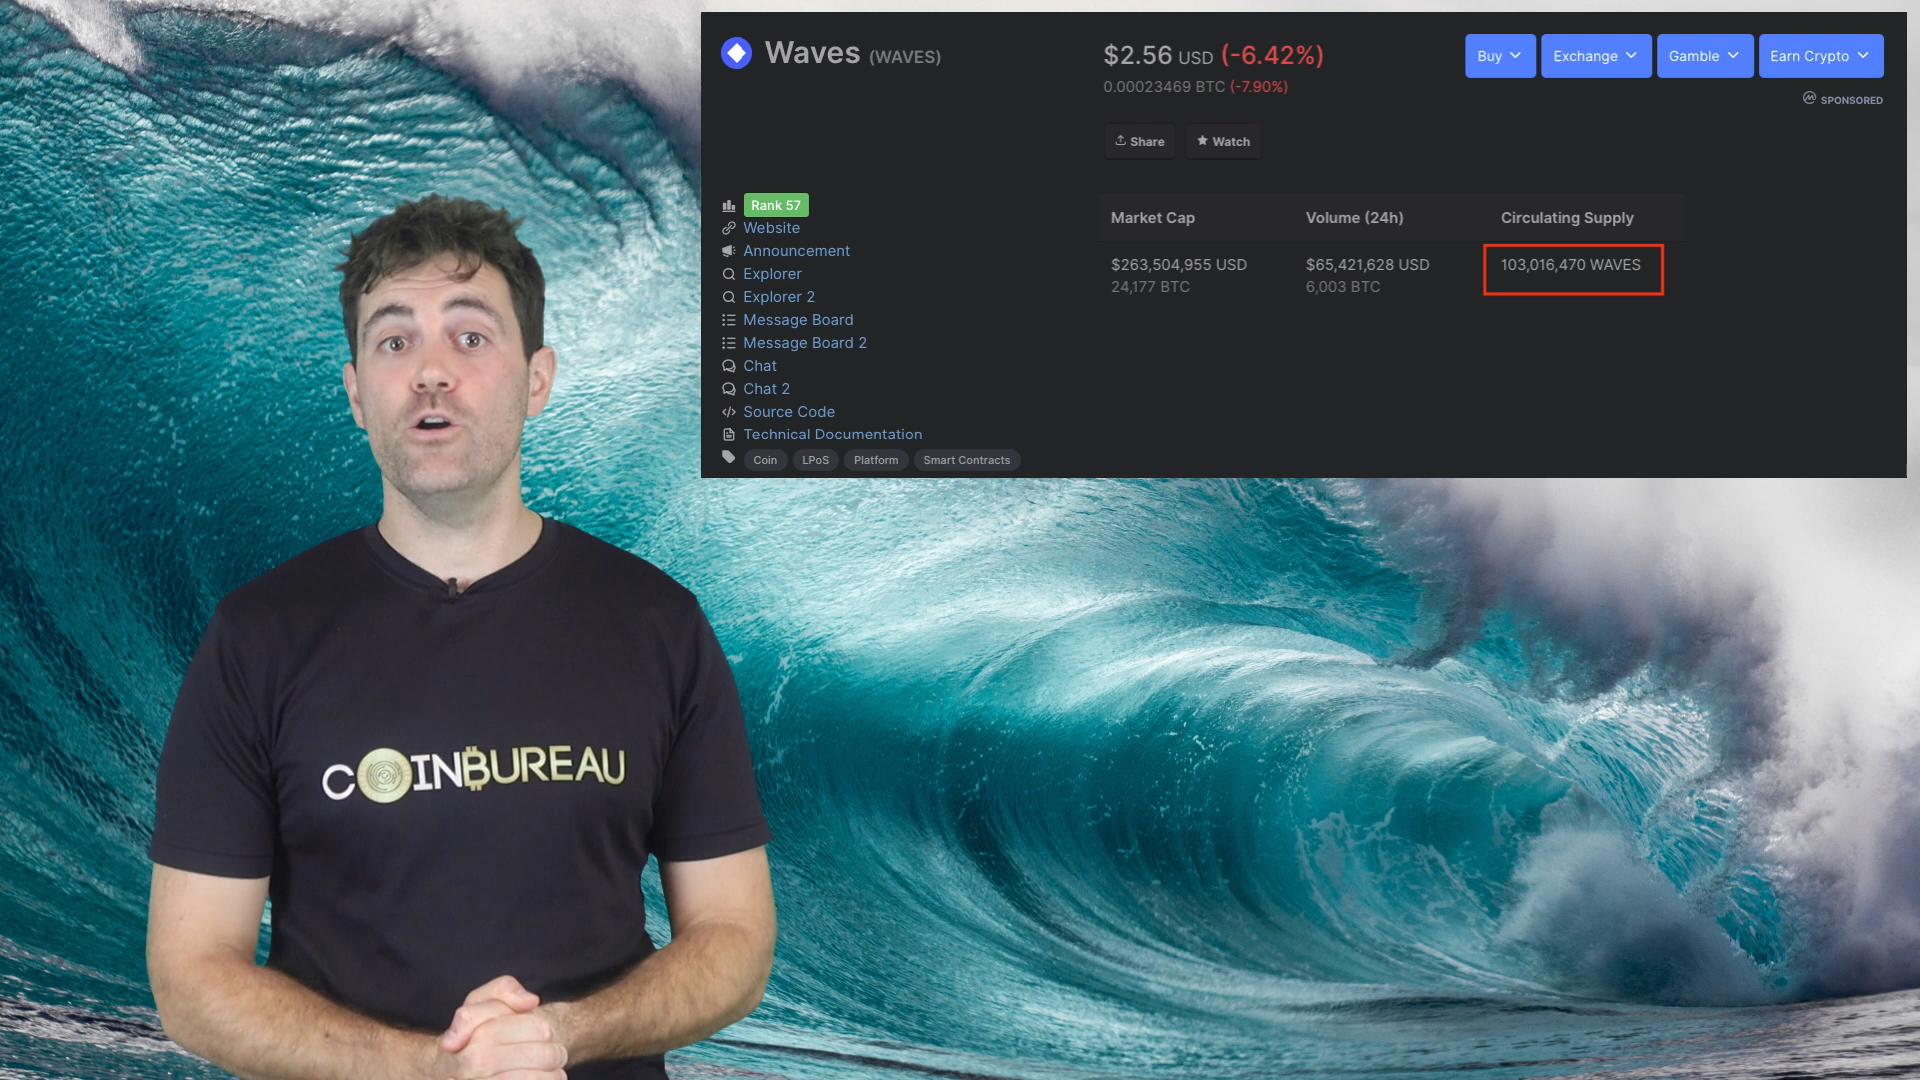 Waves (WAVES)
$2.56 USD (-6.42%)
0.00023469 BTC (-7.90%)
Buy
Exchange
Gamble
Earn Crypto
SPONSORED
Share
Watch
Rank 57
Website
Announcement
Explorer
Explorer 2
Message Board
Message Board 2
Chat
Chat 2
Source Code
Technical Documentation
Coin LPoS Platform Smart Contracts
Market Cap Volume (24h) Circulating Supply
$263,504,955 USD $65,421,628 USD 103,016,470 WAVES
24,177 BTC 6,003 BTC
COINBUREAU